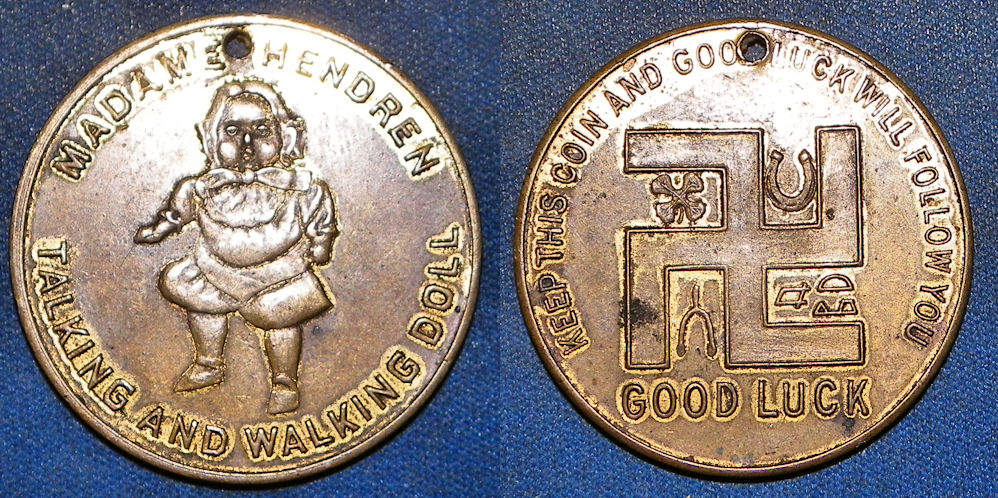 MADAME HENDREN
TALKING AND WALKING DOLL
KEEP THIS COIN AND GOOD LUCK WILL FOLLOW YOU
GOOD LUCK